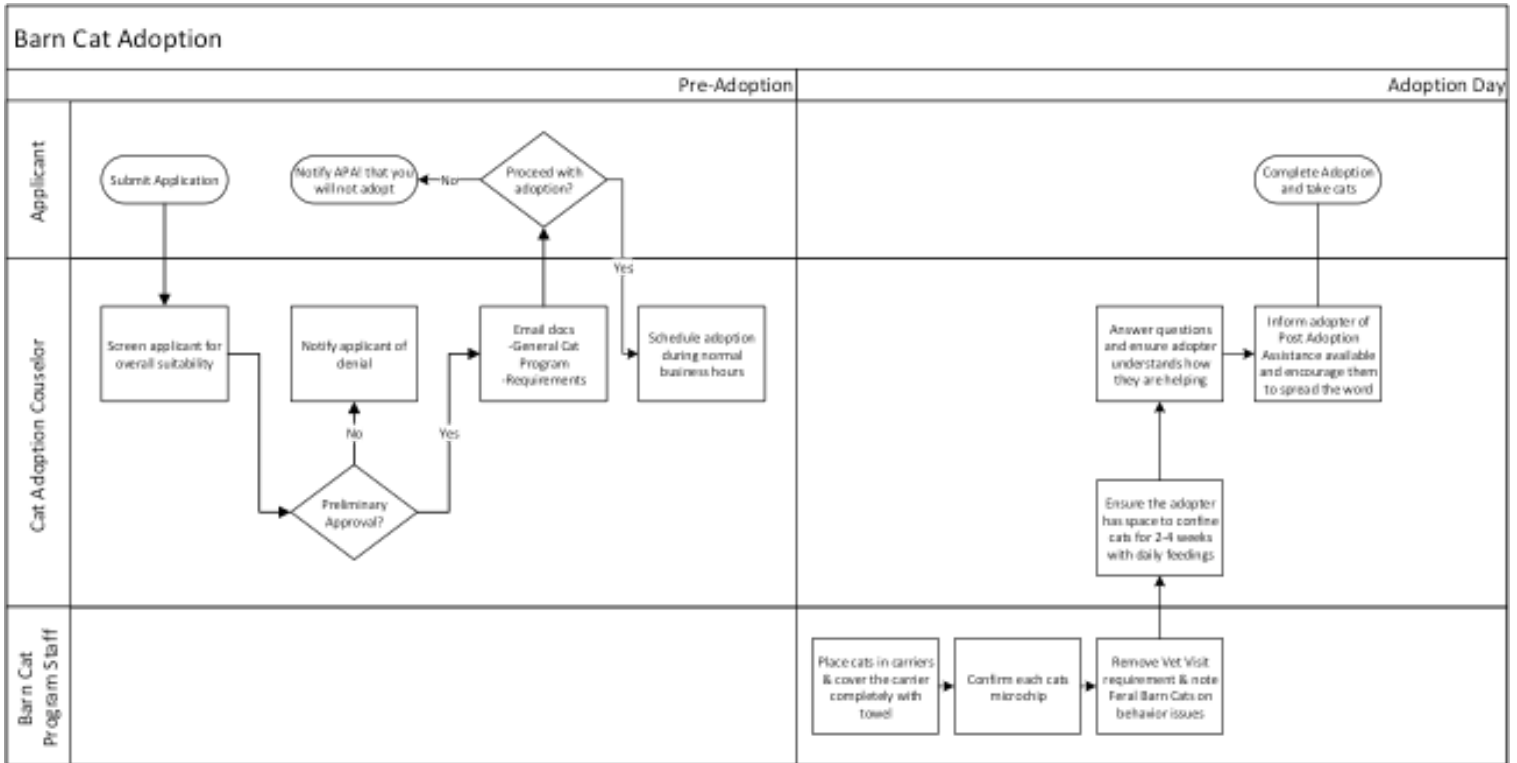 Barn Cat Adoption
Pre-Adoption
Adoption Day
Applicant
Submit Application
Notify APA! that you
will not adopt
No
Proceed with
adoption?
Yes
Complete Adoption
and take cats
Cat Adoption Couselor
Screen applicant for
overall suitability
Notify applicant of
denial
No
Preliminary
Approval?
Yes
Email docs
-General Cat
Program
-Requirements
Schedule adoption
during normal
business hours
Answer questions
and ensure adopter
understands how
they are helping
Inform adopter of
Post Adoption
Assistance available
and encourage them
to spread the word
Ensure the adopter
has space to confine
cats for 2-4 weeks
with daily feedings
Barn Cat
Program Staff
Place cats in carriers
& cover the carrier
completely with
towel
Confirm each cats
microchip
Remove Vet Visit
requirement & note
Feral Barn Cats on
behavior issues